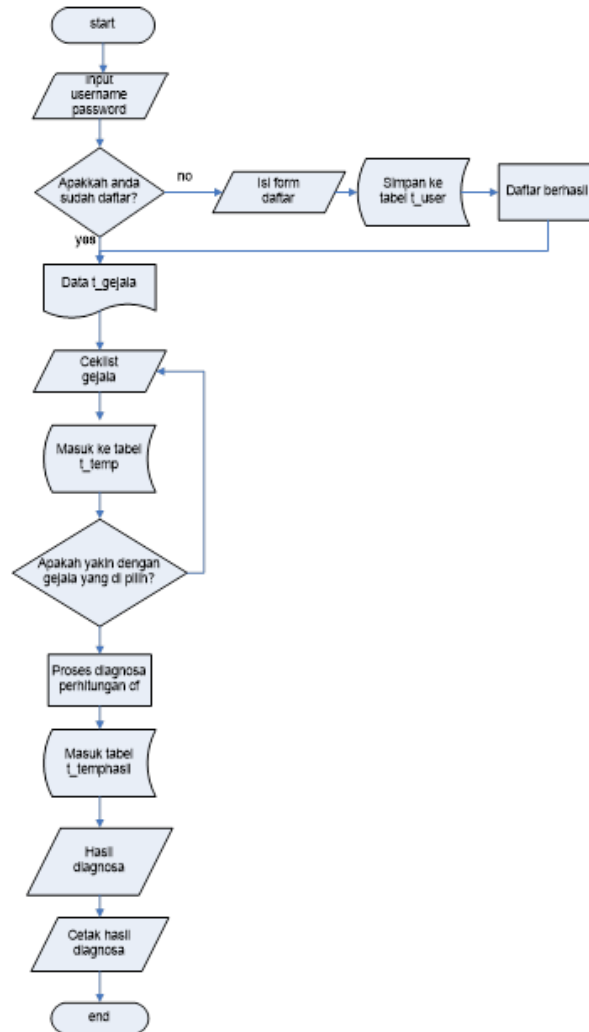 start
Input
username
password
Apakkah anda
sudah daftar?
no
Isi form
daftar
Simpan ke
tabel t_user
Daftar berhasil
yes
Data t_gejala
Ceklist
gejala
Masuk ke tabel
t_temp
Apakah yakin dengan
gejala yang di pilih?
Proses diagnosa
perhitungan cf
Masuk tabel
t_temphasil
Hasil
diagnosa
Cetak hasil
diagnosa
end